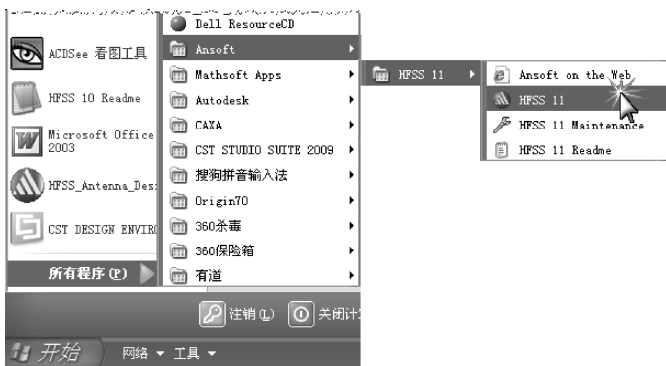 ACDSee 看图工具
HFSS 10 Readme
Microsoft Office
2003
HFSS_Antenna_Des
CST DESIGN ENVIRO
所有程序(P)
Dell ResourceCD
Ansoft
Mathsoft Apps
Autodesk
CAXA
CST STUDIO SUITE 2009
搜狗拼音输入法
Origin70
360杀毒
360保险箱
有道
HFSS 11
Ansoft on the Web
HFSS 11
HFSS 11 Maintenance
HFSS 11 Readme
注销(L)
关闭计
开始
网络
工具